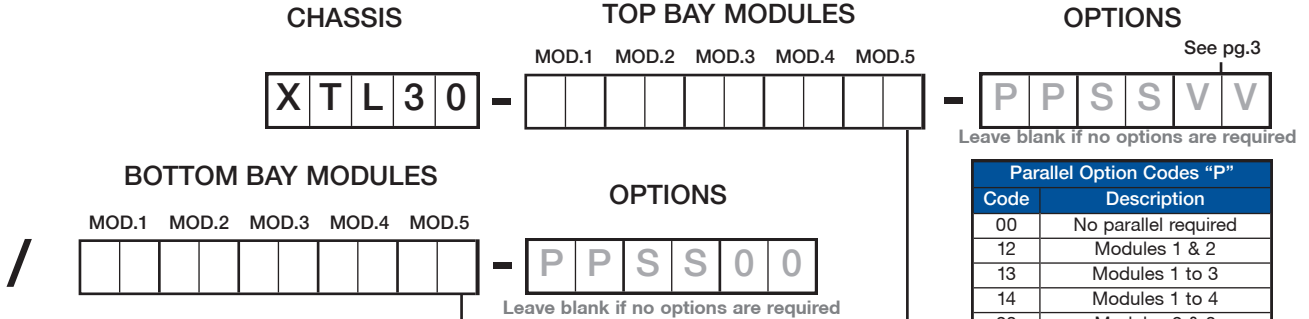 CHASSIS
TOP BAY MODULES
OPTIONS
MOD.1 MOD.2 MOD.3 MOD.4 MOD.5
See pg.3
X T L 3 0 - - P P S S V V
Leave blank if no options are required
BOTTOM BAY MODULES
OPTIONS
MOD.1 MOD.2 MOD.3 MOD.4 MOD.5
/ - P P S S 0 0
Leave blank if no options are required
Parallel Option Codes “P”
Code Description
00 No parallel required
12 Modules 1 & 2
13 Modules 1 to 3
14 Modules 1 to 4